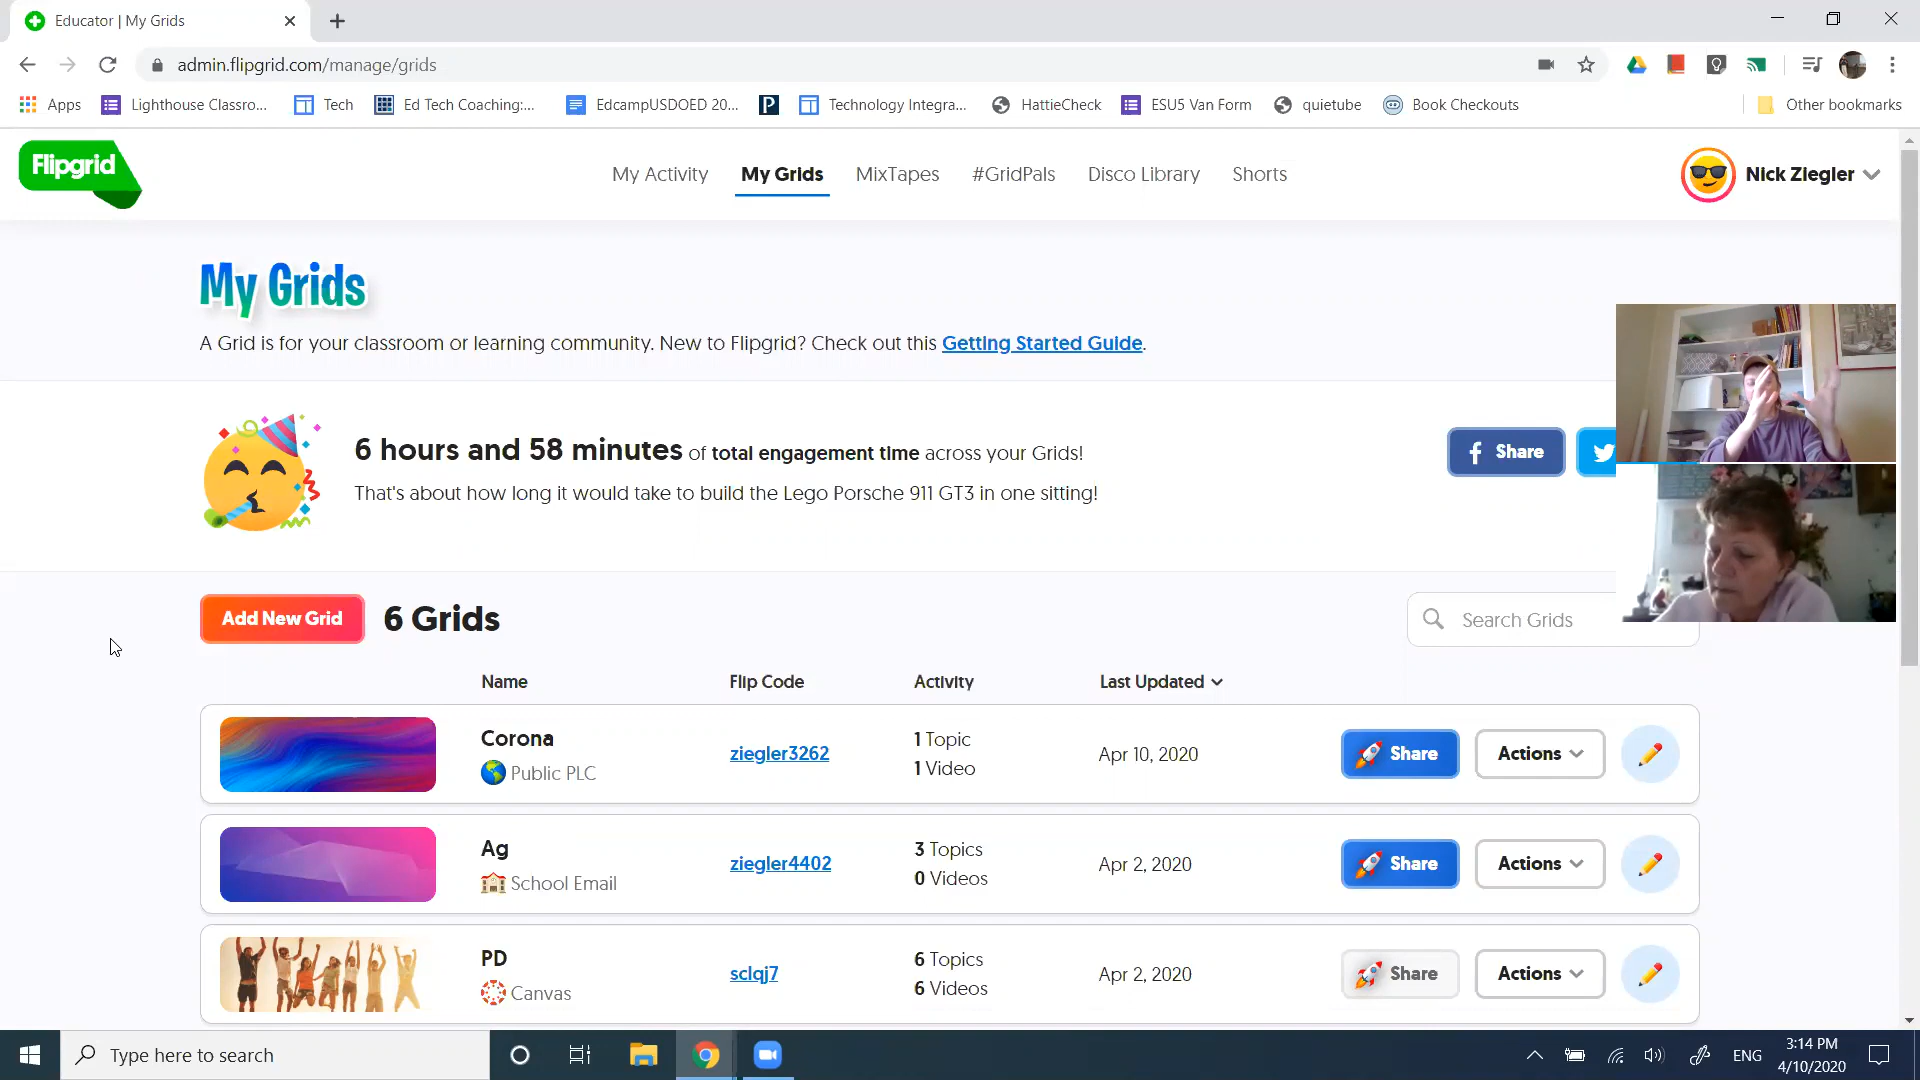 Educator | My Grids
admin.flipgrid.com/manage/grids
Apps Lighthouse Classro... Tech Ed Tech Coaching:... EdcampUSDOED 20... Technology Integra... HattieCheck ESU5 Van Form quietube Book Checkouts Other bookmarks
Flipgrid My Activity My Grids MixTapes #GridPals Disco Library Shorts Nick Ziegler
My Grids
A Grid is for your classroom or learning community. New to Flipgrid? Check out this Getting Started Guide.
6 hours and 58 minutes of total engagement time across your Grids!
Share
That's about how long it would take to build the Lego Porsche 911 GT3 in one sitting!
Add New Grid 6 Grids Search Grids
Name Flip Code Activity Last Updated
Corona ziegler3262 1 Topic Apr 10, 2020 Share Actions
Public PLC 1 Video
Ag ziegler4402 3 Topics Apr 2, 2020 Share Actions
School Email 0 Videos
PD sclqj7 6 Topics Apr 2, 2020 Share Actions
Canvas 6 Videos
Type here to search ENG 3:14 PM
4/10/2020